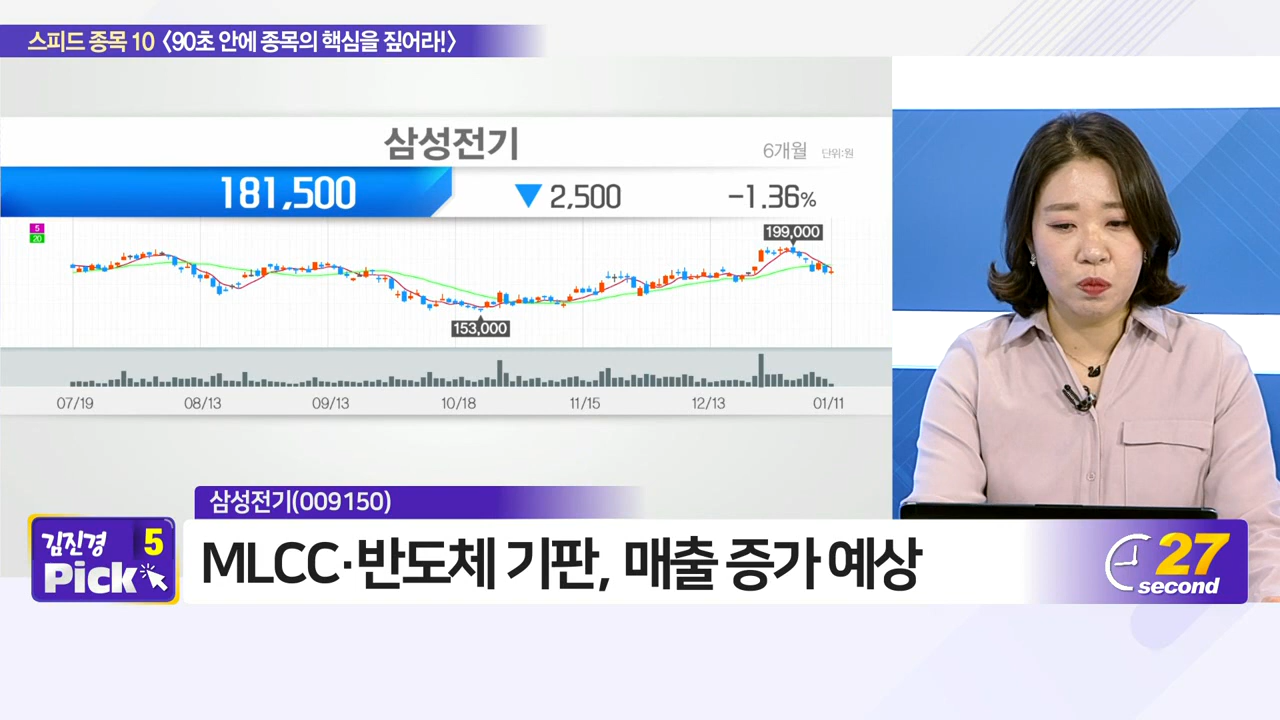 스피드 종목 10 〈90초 안에 종목의 핵심을 짚어라!〉
삼성전기
6개월 단위:원
181,500 ▼ 2,500 -1.36%
5
20
199,000
153,000
07/19 08/13 09/13 10/18 11/15 12/13 01/11
삼성전기(009150)
김진경 5
Pick
MLCC·반도체 기판, 매출 증가 예상
27
second